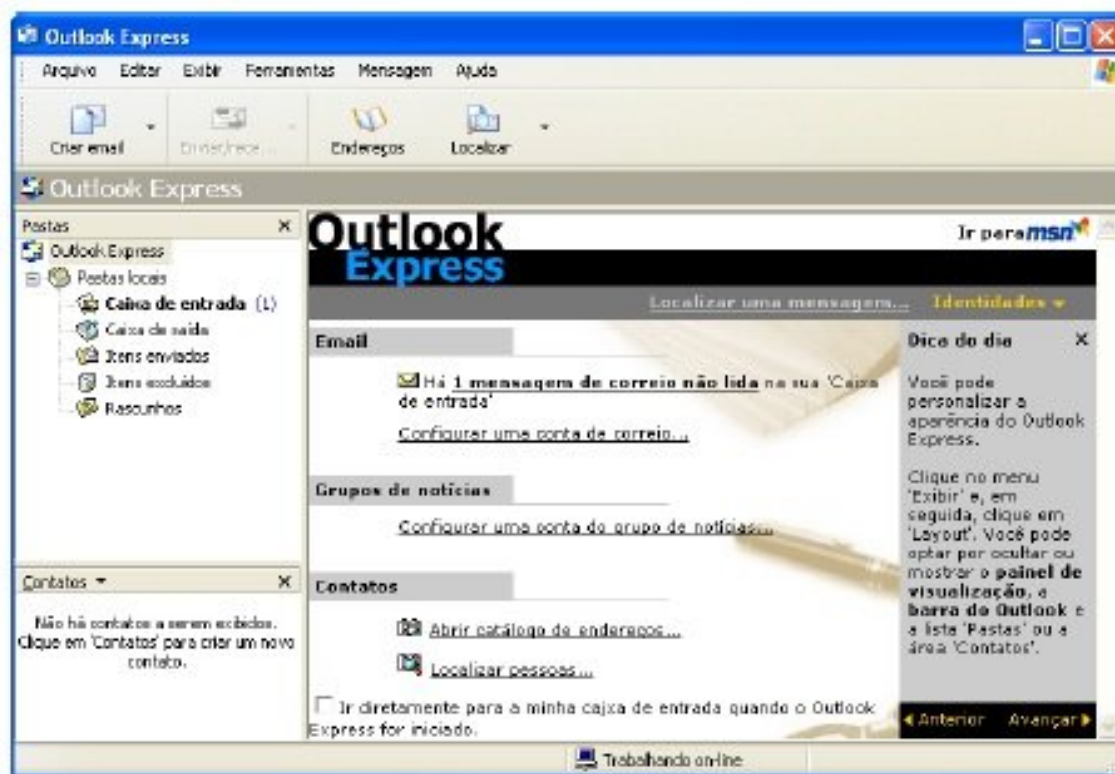 Outlook Express
Arquivo Editar Exibir Ferramentas Mensagem Ajuda
Criar email Enviar/rece... Endereços Localizar
Outlook Express
Pastas
Outlook Express
Pastas locais
Caixa de entrada (1)
Caixa de saída
Itens enviados
Itens excluídos
Rascunhos
Contatos
Não há contatos a serem exibidos.
Clique em 'Contatos' para criar um novo
contato.
Outlook
Express
Ir para msn
Localizar uma mensagem... Identidades
Email
Há 1 mensagem de correio não lida na sua 'Caixa
de entrada'
Configurar uma conta de correio...
Grupos de notícias
Configurar uma conta do grupo de notícias...
Contatos
Abrir catálogo de endereços...
Localizar pessoas...
Ir diretamente para a minha caixa de entrada quando o Outlook
Express for iniciado.
Dica do dia
Você pode
personalizar a
aparência do Outlook
Express.
Clique no menu
'Exibir' e, em
seguida, clique em
'Layout'. Você pode
optar por ocultar ou
mostrar o painel de
visualização, a
barra do Outlook e
a lista 'Pastas' ou a
área 'Contatos'.
Anterior Avançar
Trabalhando on-line